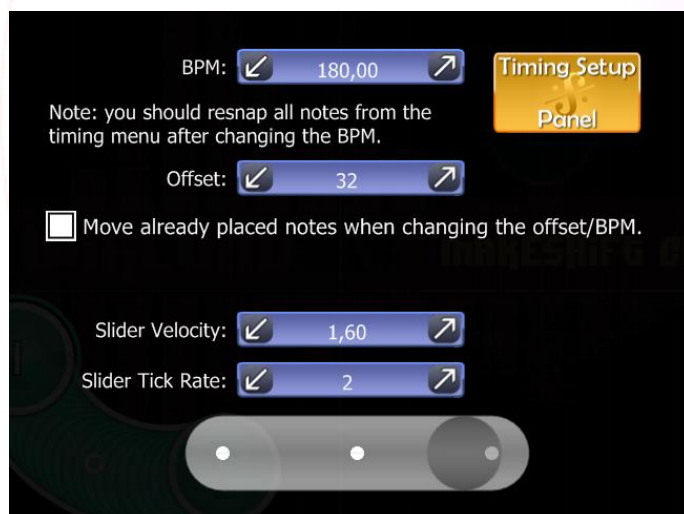 BPM: 180,00
Timing Setup
Panel
Note: you should resnap all notes from the
timing menu after changing the BPM.
Offset: 32
Move already placed notes when changing the offset/BPM.
Slider Velocity: 1,60
Slider Tick Rate: 2